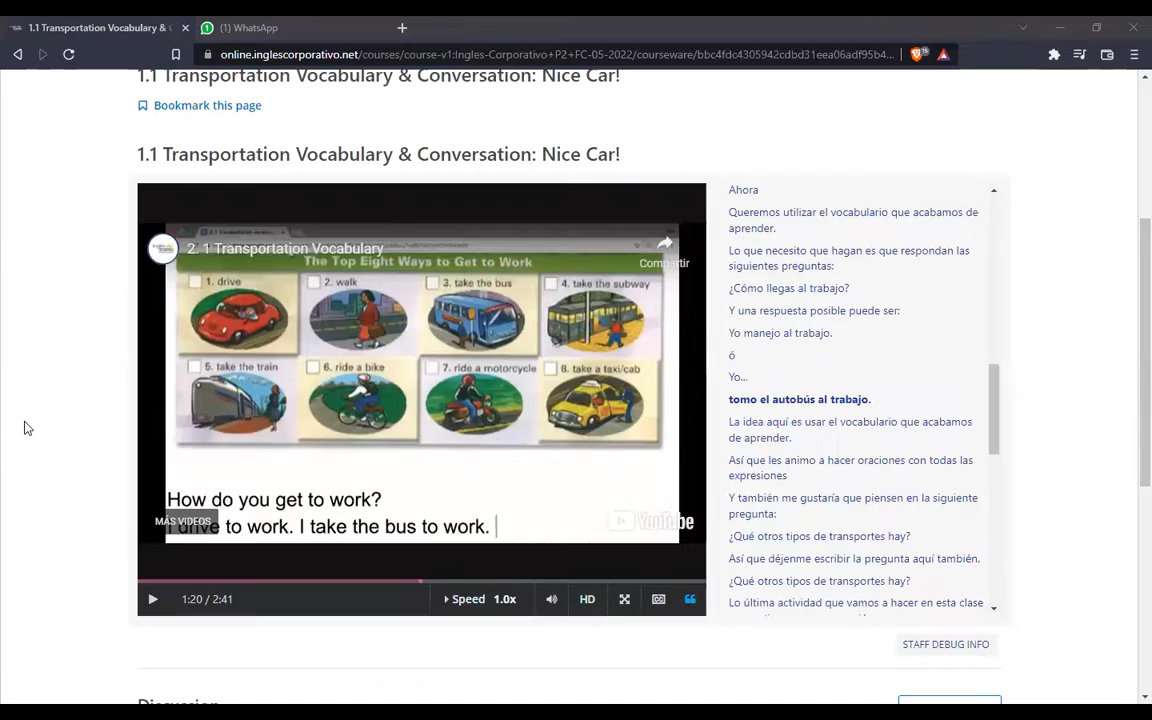 1.1 Transportation Vocabulary & C
(1) WhatsApp
online.inglescorporativo.net/courses/course-v1:Ingles-Corporativo+P2+FC-05-2022/courseware/bbc4fdc4305942cdbd31eea06adf95b4...
1.1 Transportation Vocabulary & Conversation: Nice Car!
Bookmark this page
1.1 Transportation Vocabulary & Conversation: Nice Car!
2. 1 Transportation Vocabulary
Compartir
The Top Eight Ways to Get to Work
1. drive
2. walk
3. take the bus
4. take the subway
5. take the train
6. ride a bike
7. ride a motorcycle
8. take a taxi/cab
How do you get to work?
I drive to work. I take the bus to work.
MÁS VIDEOS
YouTube
1:20 / 2:41
Speed 1.0x
HD
Ahora
Queremos utilizar el vocabulario que acabamos de
aprender.
Lo que necesito que hagan es que respondan las
siguientes preguntas:
¿Cómo llegas al trabajo?
Y una respuesta posible puede ser:
Yo manejo al trabajo.
ó
Yo...
tomo el autobús al trabajo.
La idea aquí es usar el vocabulario que acabamos
de aprender.
Así que les animo a hacer oraciones con todas las
expresiones
Y también me gustaría que piensen en la siguiente
pregunta:
¿Qué otros tipos de transportes hay?
Así que déjenme escribir la pregunta aquí también.
¿Qué otros tipos de transportes hay?
Lo última actividad que vamos a hacer en esta clase
STAFF DEBUG INFO
Discussion